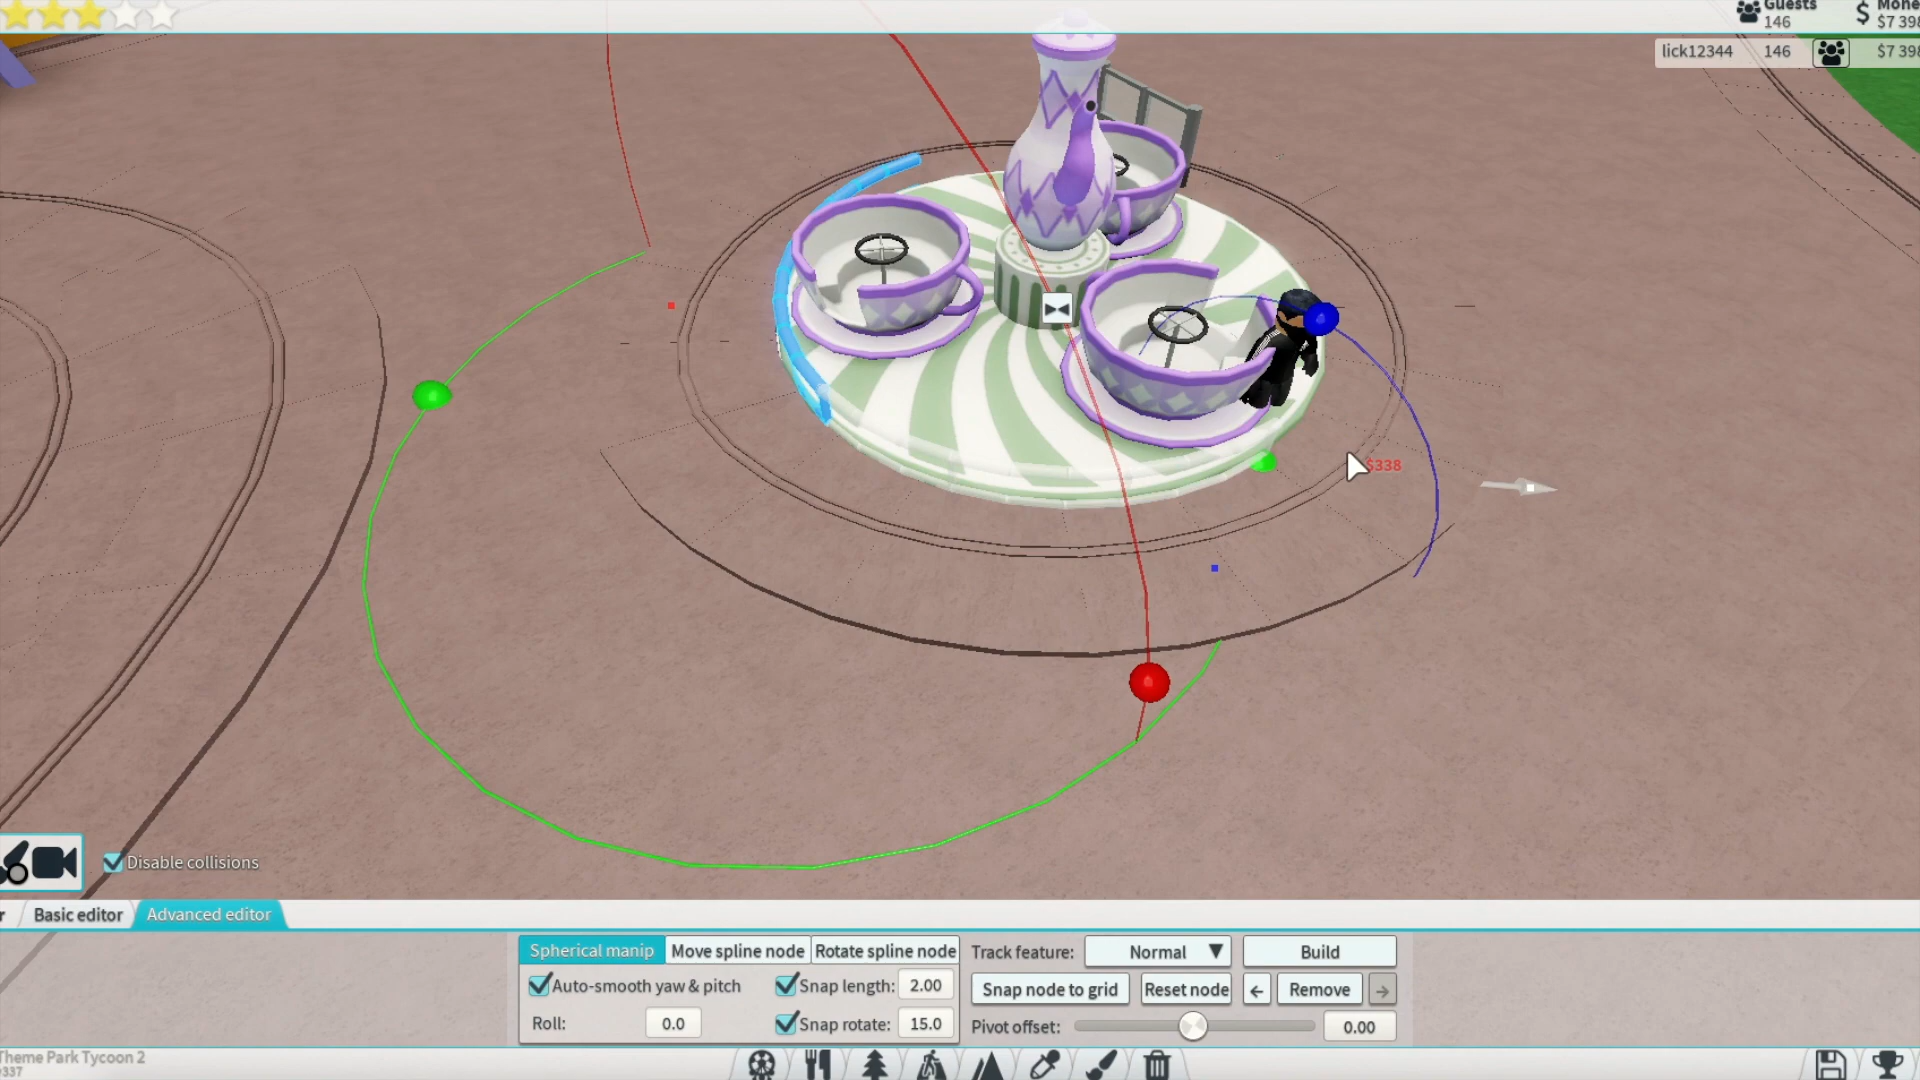 Guests
146
$7 39
lick12344 146 $7 39
$338
Disable collisions
Basic editor Advanced editor
Spherical manip Move spline node Rotate spline node
Track feature: Normal Build
Auto-smooth yaw & pitch Snap length: 2.00
Snap node to grid Reset node ← Remove →
Roll: 0.0 Snap rotate: 15.0
Pivot offset: 0.00
Theme Park Tycoon 2